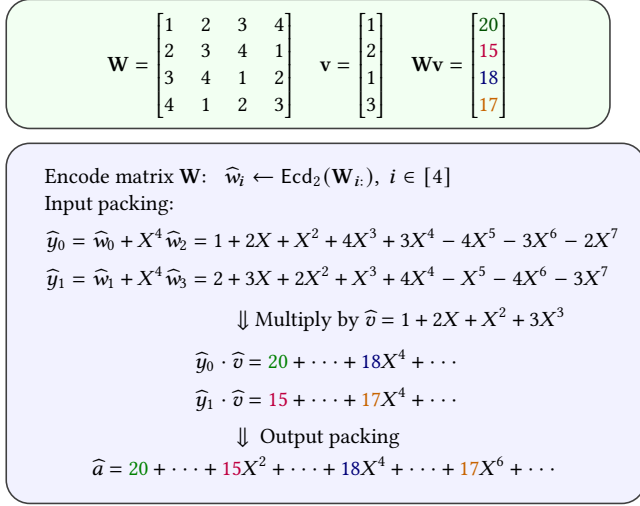 W = [1 2 3 4; 2 3 4 1; 3 4 1 2; 4 1 2 3] v = [1; 2; 1; 3] Wv = [20; 15; 18; 17]
Encode matrix W: ŵ_i ← Ecd_2(W_{i:}), i ∈ [4]
Input packing:
ŷ_0 = ŵ_0 + X^4 ŵ_2 = 1 + 2X + X^2 + 4X^3 + 3X^4 − 4X^5 − 3X^6 − 2X^7
ŷ_1 = ŵ_1 + X^4 ŵ_3 = 2 + 3X + 2X^2 + X^3 + 4X^4 − X^5 − 4X^6 − 3X^7
⇓ Multiply by v̂ = 1 + 2X + X^2 + 3X^3
ŷ_0 · v̂ = 20 + · · · + 18X^4 + · · ·
ŷ_1 · v̂ = 15 + · · · + 17X^4 + · · ·
⇓ Output packing
â = 20 + · · · + 15X^2 + · · · + 18X^4 + · · · + 17X^6 + · · ·